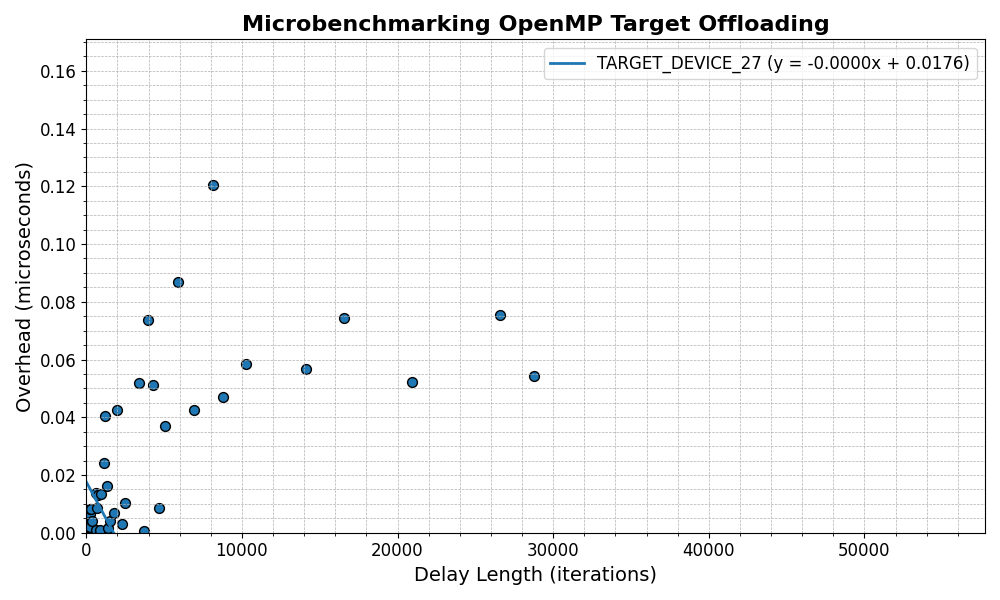 Microbenchmarking OpenMP Target Offloading
TARGET_DEVICE_27 (y = -0.0000x + 0.0176)
Overhead (microseconds)
0.16
0.14
0.12
0.10
0.08
0.06
0.04
0.02
0.00
0 10000 20000 30000 40000 50000
Delay Length (iterations)